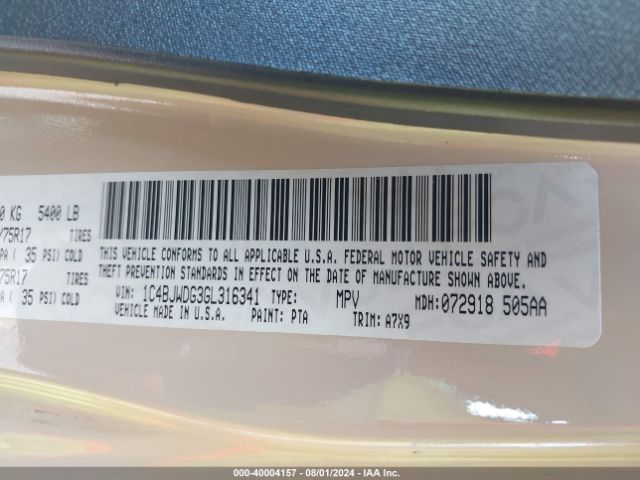 0 KG 5400 LB
/75R17 TIRES
PA ( 35 PSI) COLD
75R17 TIRES
A ( 35 PSI) COLD
THIS VEHICLE CONFORMS TO ALL APPLICABLE U.S.A. FEDERAL MOTOR VEHICLE SAFETY AND
THEFT PREVENTION STANDARDS IN EFFECT ON THE DATE OF MANUFACTURE SHOWN ABOVE.
VIN: 1C4BJWDG3GL316341 TYPE: MPV MDH: 072918 505AA
VEHICLE MADE IN U.S.A. PAINT: PTA TRIM: A7X9
000-40004157 - 08/01/2024 - IAA Inc.